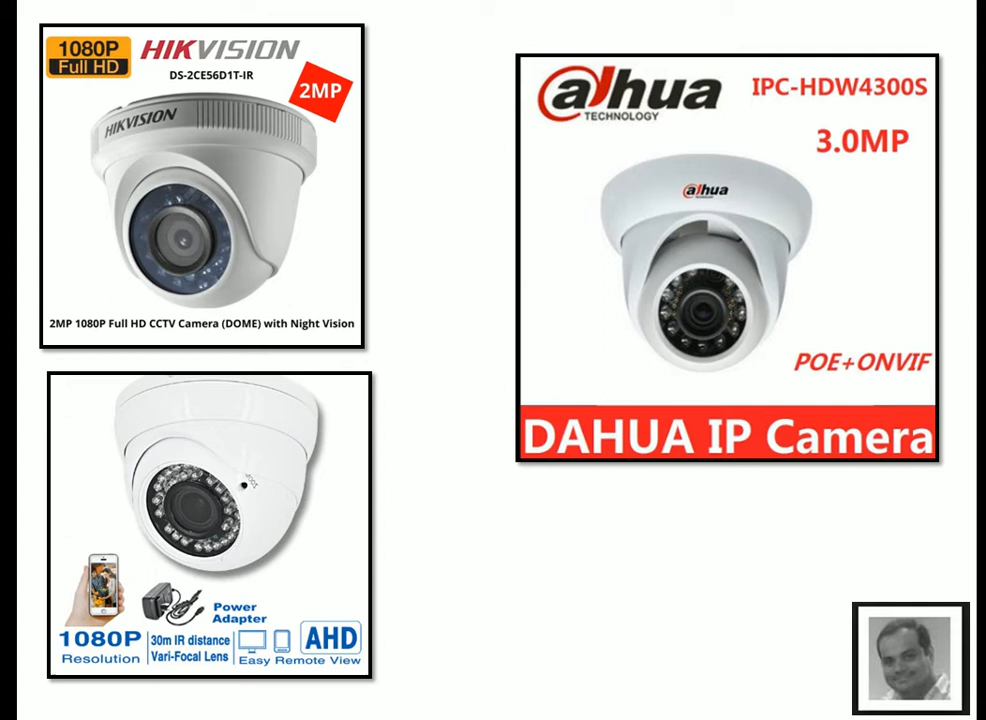 1080P
Full HD
HIKVISION
DS-2CE56D1T-IR
2MP
HIKVISION
2MP 1080P Full HD CCTV Camera (DOME) with Night Vision
alhua
TECHNOLOGY
IPC-HDW4300S
3.0MP
alhua
POE+ONVIF
DAHUA IP Camera
Power
Adapter
1080P
Resolution
30m IR distance
Vari-Focal Lens
AHD
Easy Remote View